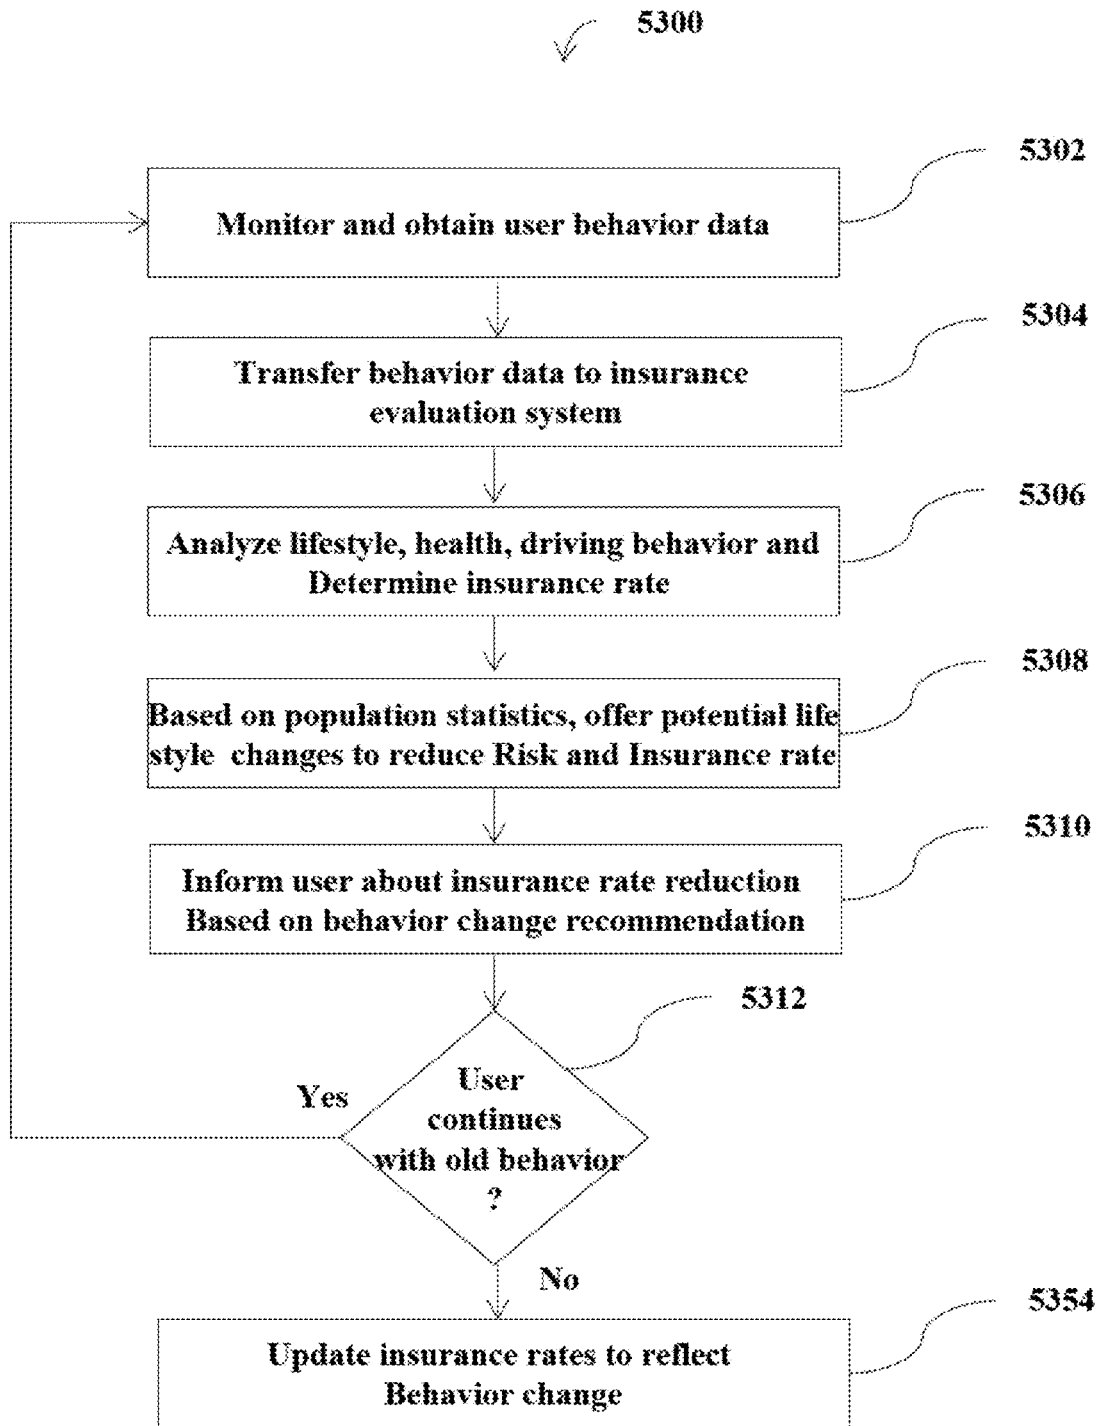 5300
5302
Monitor and obtain user behavior data
5304
Transfer behavior data to insurance
evaluation system
5306
Analyze lifestyle, health, driving behavior and
Determine insurance rate
5308
Based on population statistics, offer potential life
style changes to reduce Risk and Insurance rate
5310
Inform user about insurance rate reduction
Based on behavior change recommendation
5312
Yes
User
continues
with old behavior
?
No
5354
Update insurance rates to reflect
Behavior change